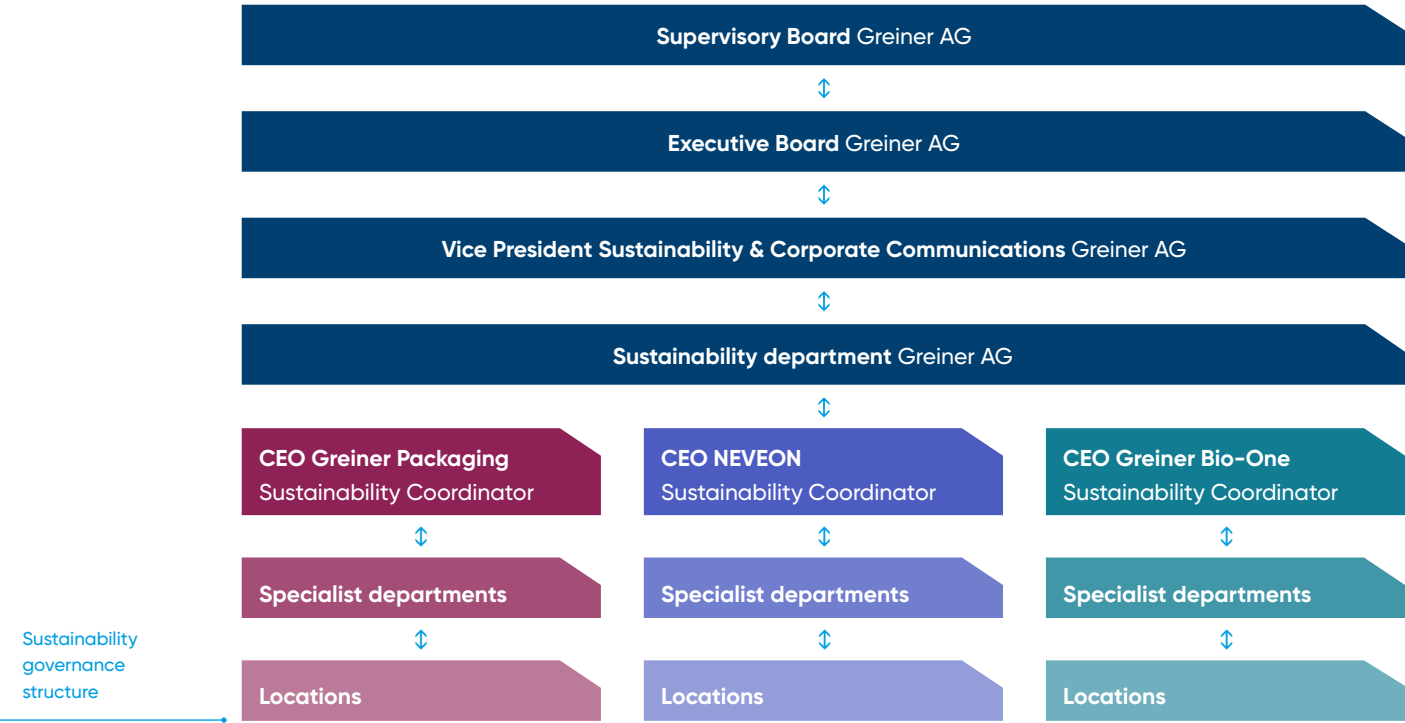 Supervisory Board Greiner AG
Executive Board Greiner AG
Vice President Sustainability & Corporate Communications Greiner AG
Sustainability department Greiner AG
CEO Greiner Packaging
Sustainability Coordinator
CEO NEVEON
Sustainability Coordinator
CEO Greiner Bio-One
Sustainability Coordinator
Specialist departments
Specialist departments
Specialist departments
Locations
Locations
Locations
Sustainability
governance
structure